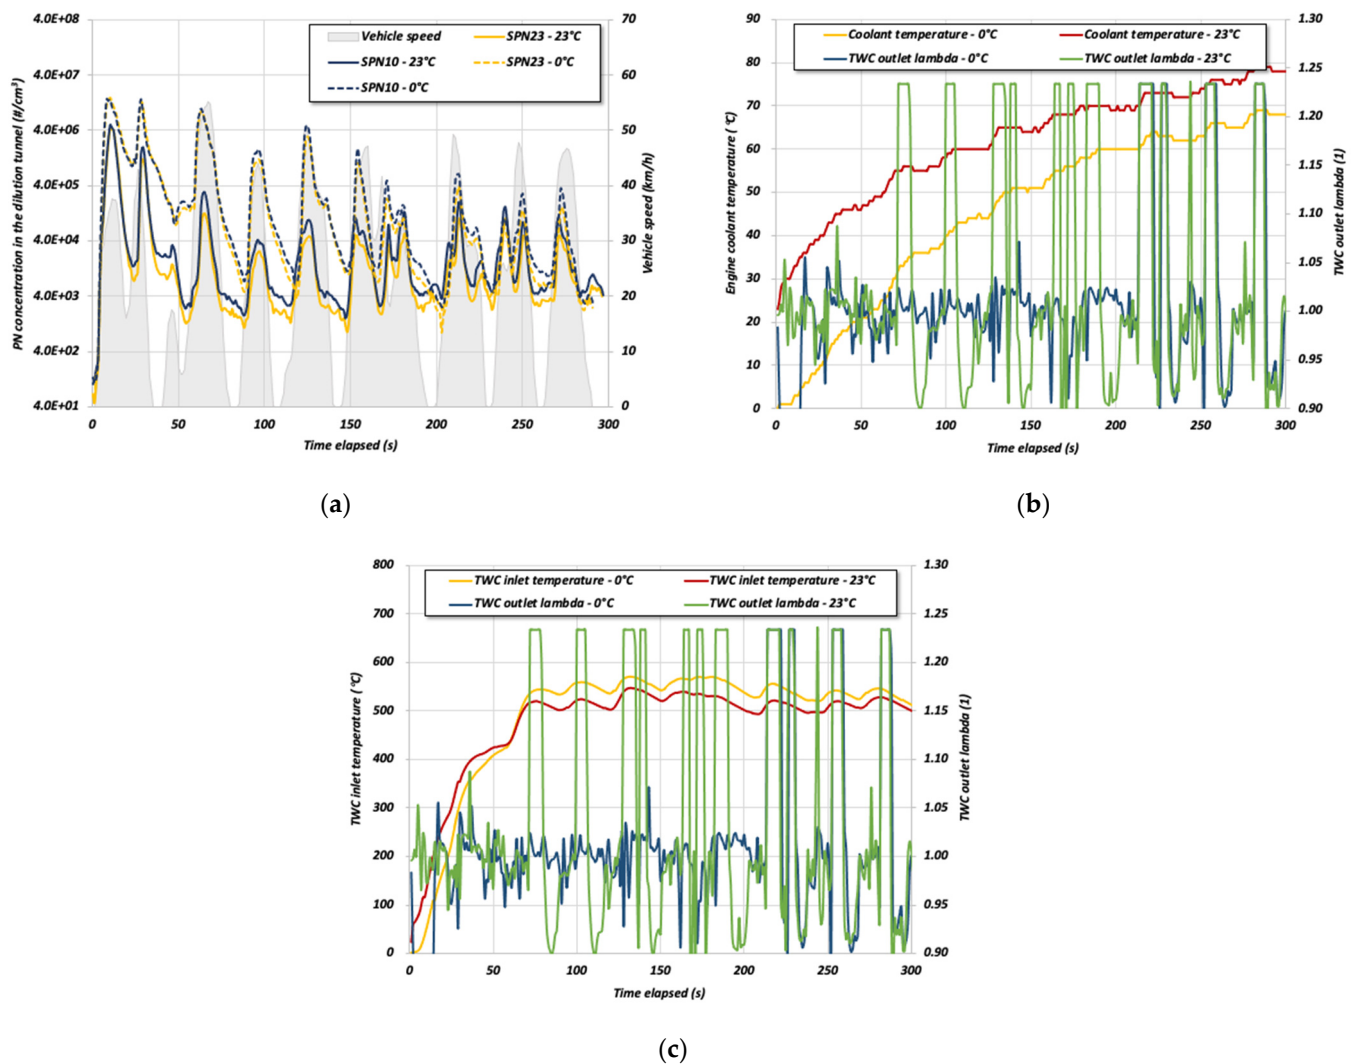 4.0E+08
4.0E+07
4.0E+06
4.0E+05
4.0E+04
4.0E+03
4.0E+02
4.0E+01
PN concentration in the dilution tunnel (#/cm³)
Vehicle speed
SPN23 - 23°C
SPN10 - 23°C
SPN23 - 0°C
SPN10 - 0°C
70
60
50
40
30
20
10
0
Vehicle speed (km/h)
0 50 100 150 200 250 300
Time elapsed (s)
(a)
90
80
70
60
50
40
30
20
10
0
Engine coolant temperature (°C)
Coolant temperature - 0°C
Coolant temperature - 23°C
TWC outlet lambda - 0°C
TWC outlet lambda - 23°C
1.30
1.25
1.20
1.15
1.10
1.05
1.00
0.95
0.90
TWC outlet lambda (1)
0 50 100 150 200 250 300
Time elapsed (s)
(b)
800
700
600
500
400
300
200
100
0
TWC inlet temperature (°C)
TWC inlet temperature - 0°C
TWC inlet temperature - 23°C
TWC outlet lambda - 0°C
TWC outlet lambda - 23°C
1.30
1.25
1.20
1.15
1.10
1.05
1.00
0.95
0.90
TWC outlet lambda (1)
0 50 100 150 200 250 300
Time elapsed (s)
(c)